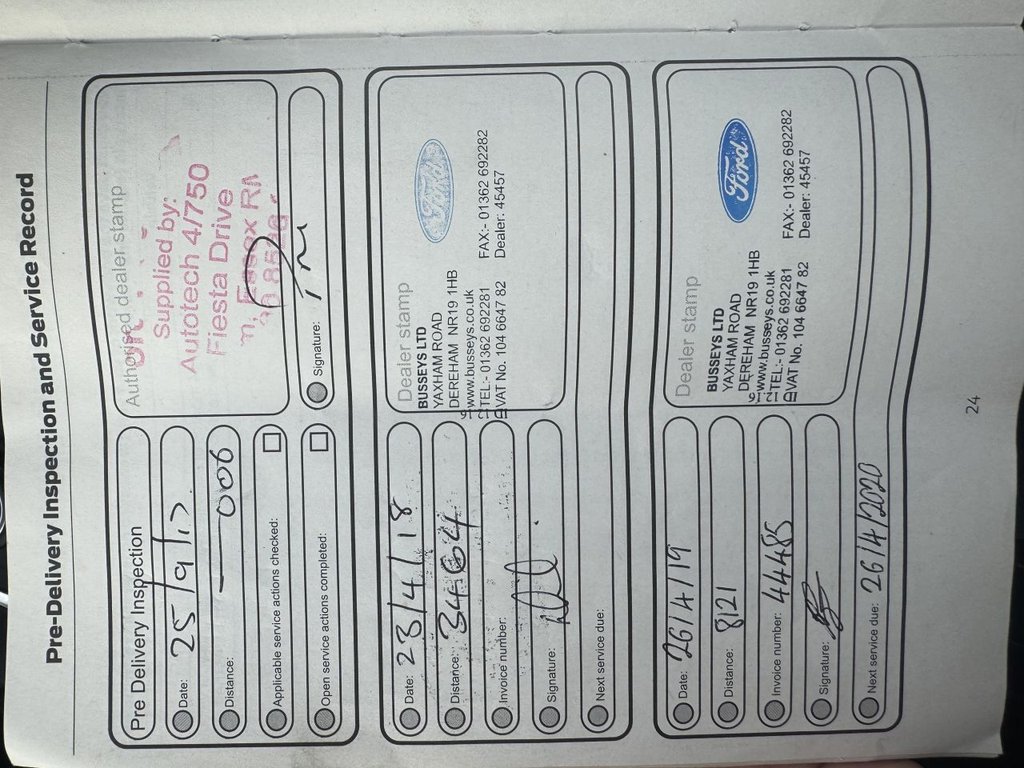 Pre-Delivery Inspection and Service Record
Pre Delivery Inspection
Date: 25/9/17
Distance: 006
Applicable service actions checked:
Open service actions completed:
Authorised dealer stamp
Supplied by:
Autotech 4/750
Fiesta Drive
Essex
Signature:
Date: 23/4/18
Distance: 3464
Invoice number:
Signature:
Next service due:
Dealer stamp
BUSSEYS LTD
YAXHAM ROAD
DEREHAM NR19 1HB
www.busseys.co.uk
TEL:- 01362 692281 FAX:- 01362 692282
VAT No. 104 6647 82 Dealer: 45457
Ford
Date: 26/4/19
Distance: 8121
Invoice number: 44485
Signature:
Next service due: 26/4/2020
Dealer stamp
BUSSEYS LTD
YAXHAM ROAD
DEREHAM NR19 1HB
www.busseys.co.uk
TEL:- 01362 692281 FAX:- 01362 692282
VAT No. 104 6647 82 Dealer: 45457
Ford
24